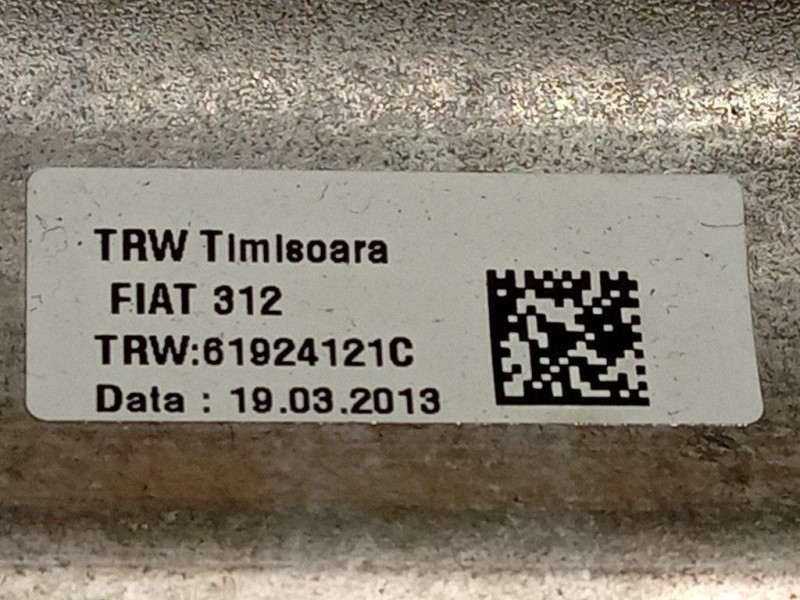 TRW Timisoara
FIAT 312
TRW:61924121C
Data : 19.03.2013